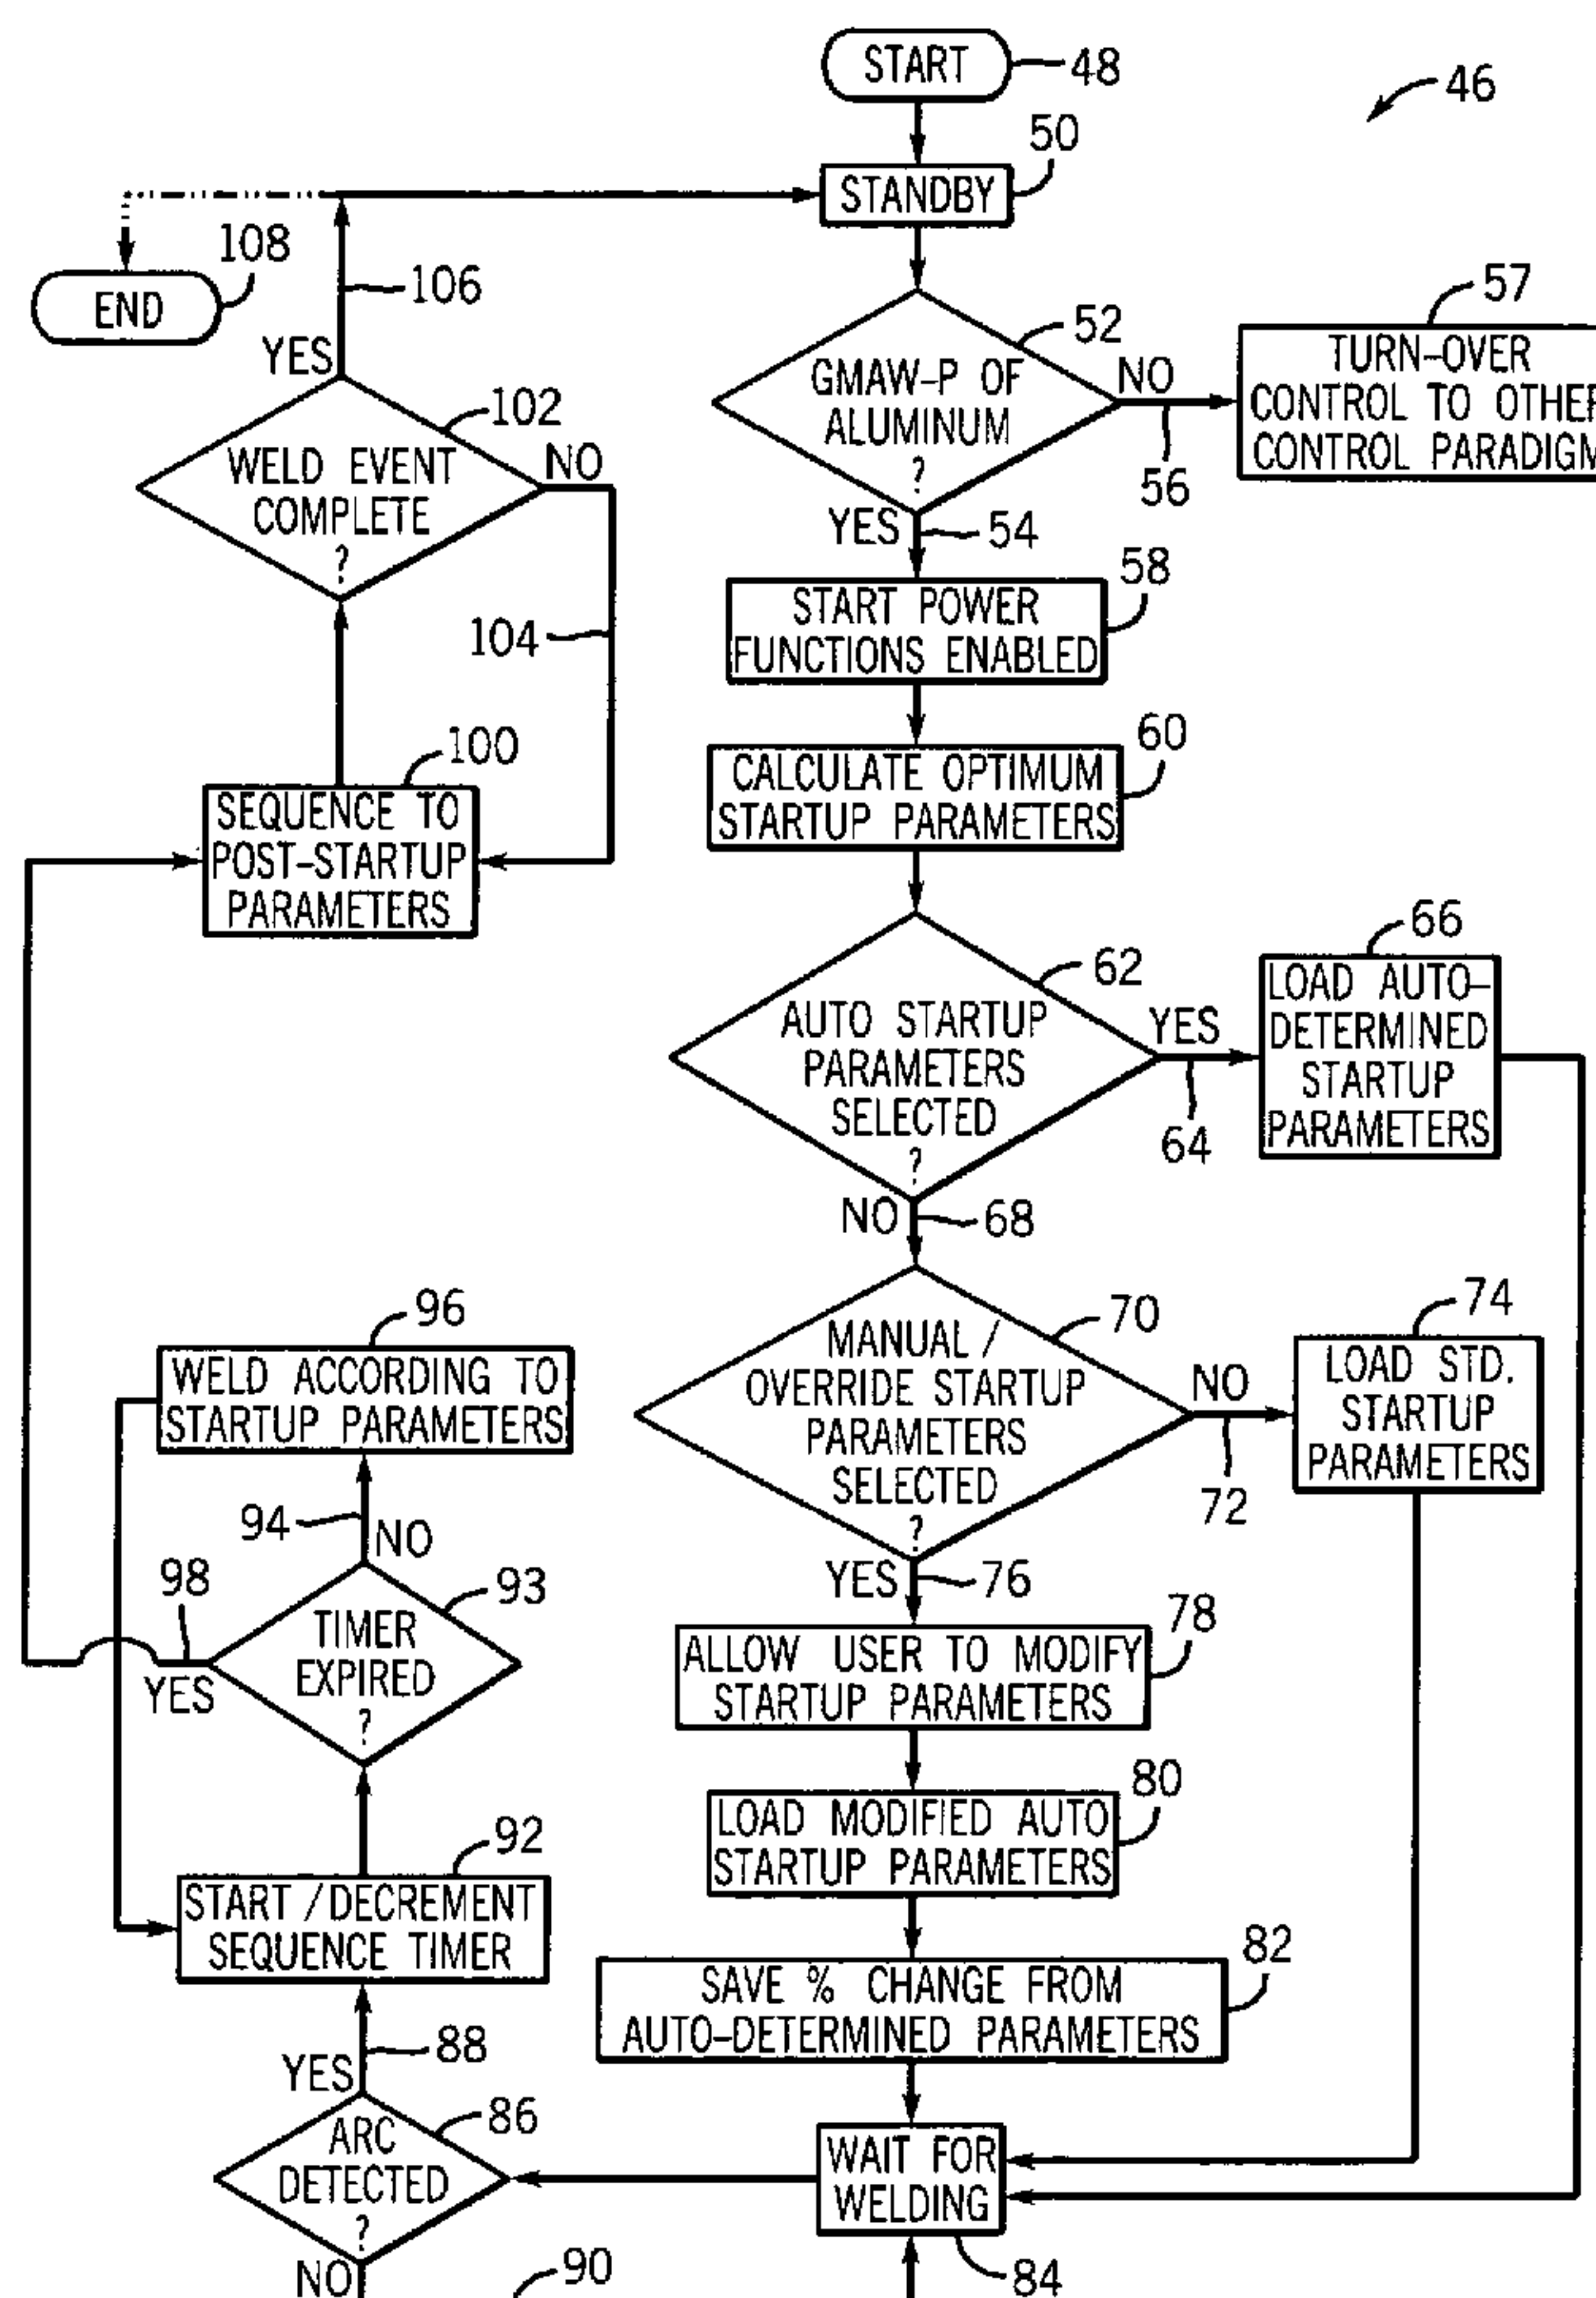 START
48
46
50
STANDBY
108
END
106
YES
52
GMAW-P OF
ALUMINUM
?
NO
56
57
TURN-OVER
CONTROL TO OTHER
CONTROL PARADIGM
102
WELD EVENT
COMPLETE
?
NO
104
YES
54
58
START POWER
FUNCTIONS ENABLED
60
CALCULATE OPTIMUM
STARTUP PARAMETERS
100
SEQUENCE TO
POST-STARTUP
PARAMETERS
62
AUTO STARTUP
PARAMETERS
SELECTED
?
YES
64
66
LOAD AUTO-
DETERMINED
STARTUP
PARAMETERS
NO
68
70
MANUAL /
OVERRIDE STARTUP
PARAMETERS
SELECTED
?
NO
72
74
LOAD STD.
STARTUP
PARAMETERS
96
WELD ACCORDING TO
STARTUP PARAMETERS
94
NO
98
YES
93
TIMER
EXPIRED
?
YES
76
78
ALLOW USER TO MODIFY
STARTUP PARAMETERS
80
LOAD MODIFIED AUTO
STARTUP PARAMETERS
92
START / DECREMENT
SEQUENCE TIMER
82
SAVE % CHANGE FROM
AUTO-DETERMINED PARAMETERS
88
YES
86
ARC
DETECTED
?
NO
90
WAIT FOR
WELDING
84